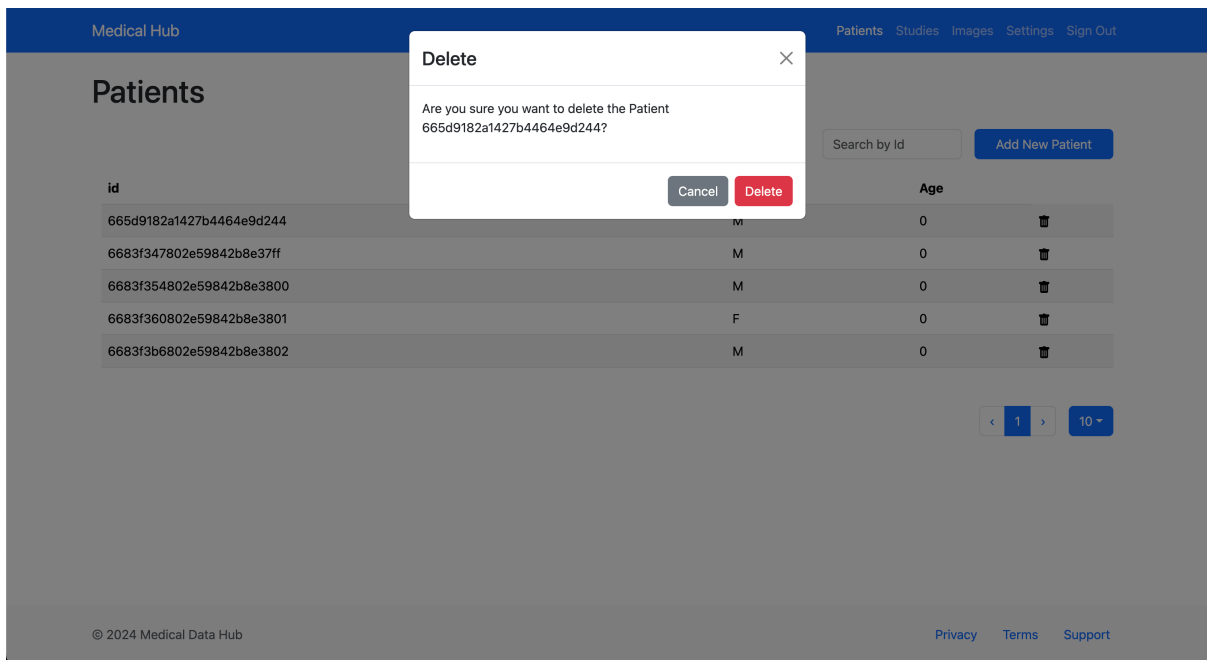 Medical Hub
Patients Studies Images Settings Sign Out
Delete
Patients
Are you sure you want to delete the Patient
665d9182a1427b4464e9d244?
Search by Id
Add New Patient
Cancel Delete
id Age
665d9182a1427b4464e9d244 M 0
6683f347802e59842b8e37ff M 0
6683f354802e59842b8e3800 M 0
6683f360802e59842b8e3801 F 0
6683f3b6802e59842b8e3802 M 0
‹ 1 › 10
© 2024 Medical Data Hub
Privacy Terms Support